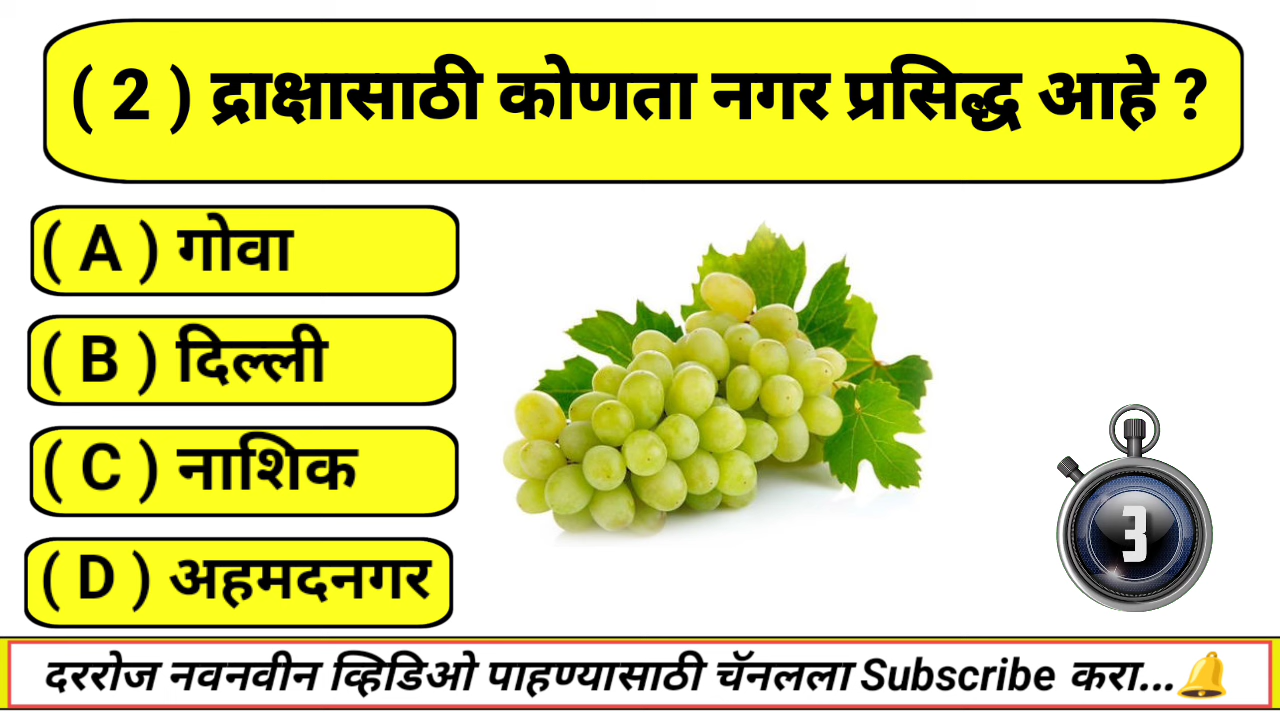 ( 2 ) द्राक्षासाठी कोणता नगर प्रसिद्ध आहे ?
( A ) गोवा
( B ) दिल्ली
( C ) नाशिक
( D ) अहमदनगर
3
दररोज नवनवीन व्हिडिओ पाहण्यासाठी चॅनलला Subscribe करा...🔔